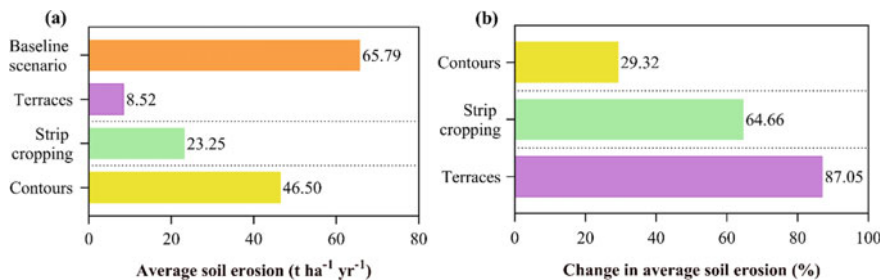 (a)
Baseline
scenario
65.79
Terraces
8.52
Strip
cropping
23.25
Contours
46.50
0 20 40 60 80
Average soil erosion (t ha⁻¹ yr⁻¹)
(b)
Contours
29.32
Strip
cropping
64.66
Terraces
87.05
0 20 40 60 80 100
Change in average soil erosion (%)